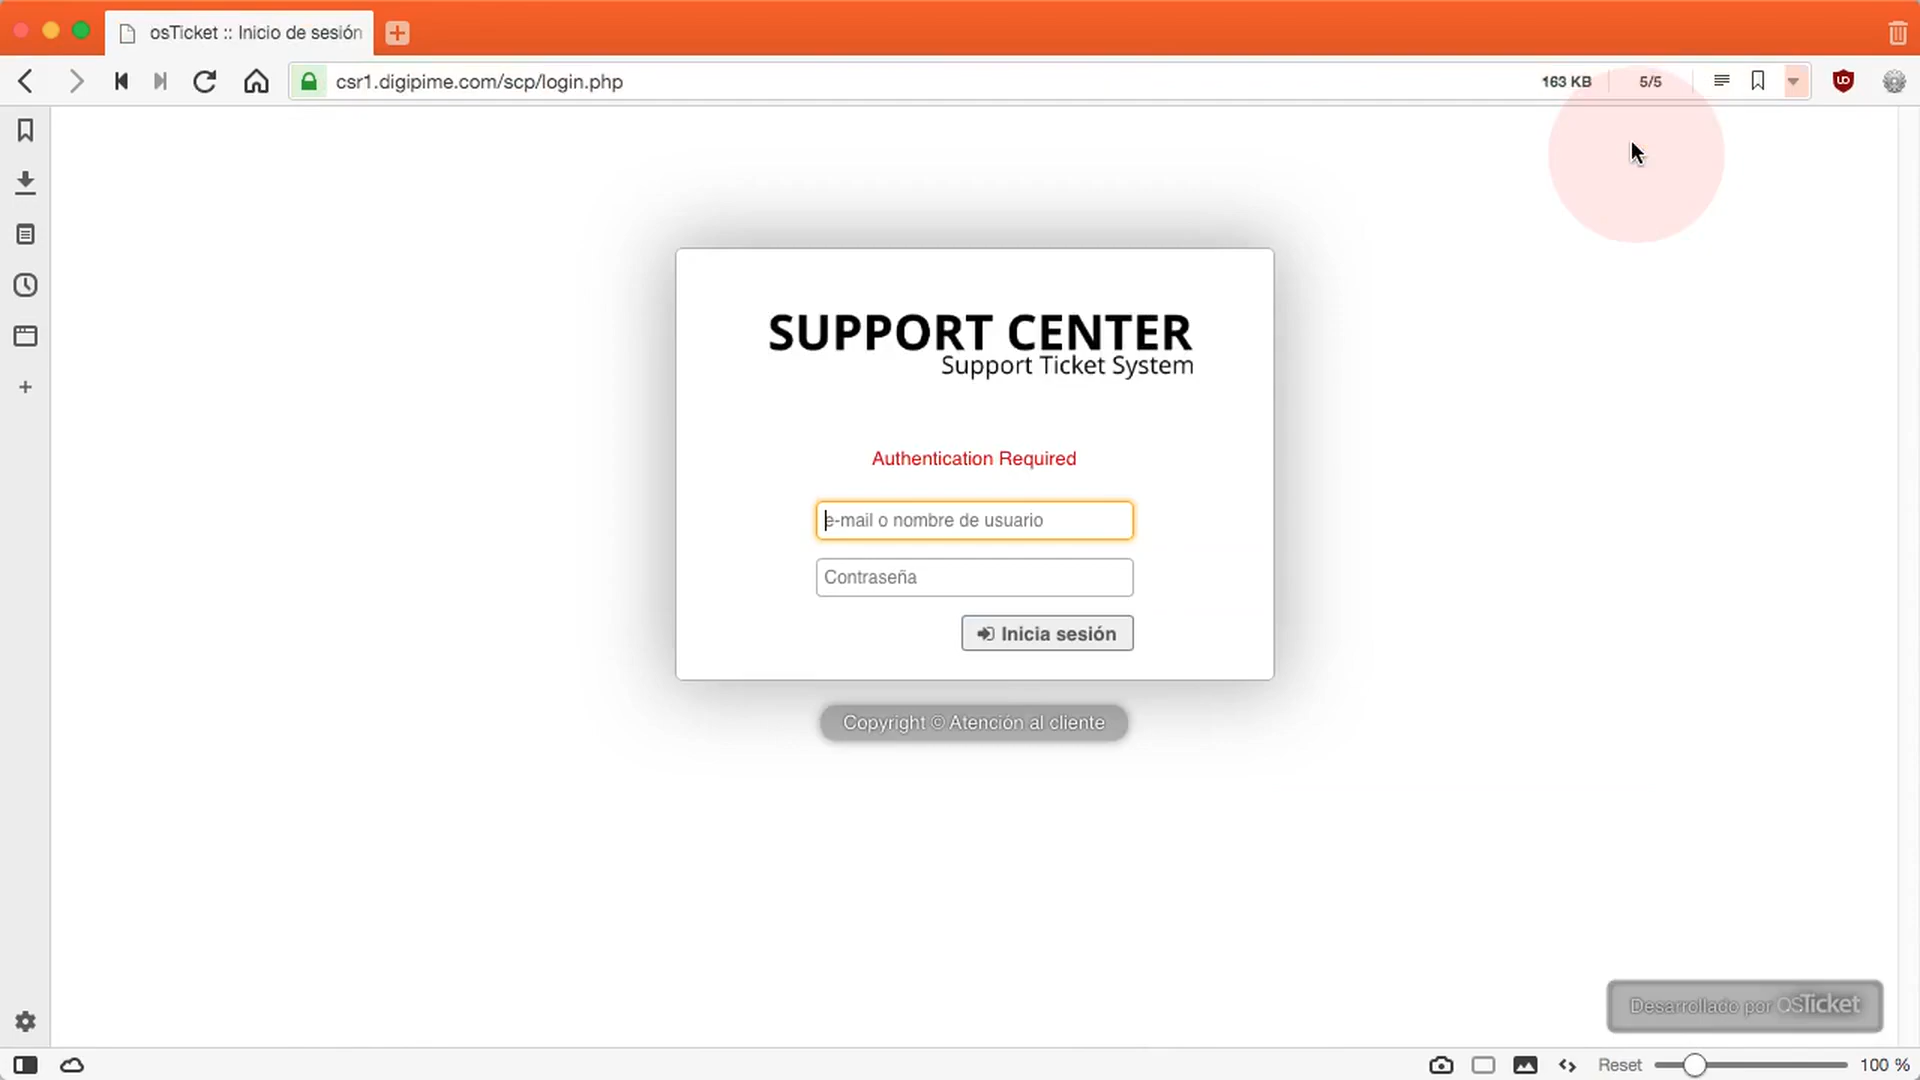 osTicket :: Inicio de sesión
csr1.digipime.com/scp/login.php
163 KB
5/5
SUPPORT CENTER
Support Ticket System
Authentication Required
e-mail o nombre de usuario
Contraseña
Inicia sesión
Copyright © Atención al cliente
Desarrollado por osTicket
Reset
100 %